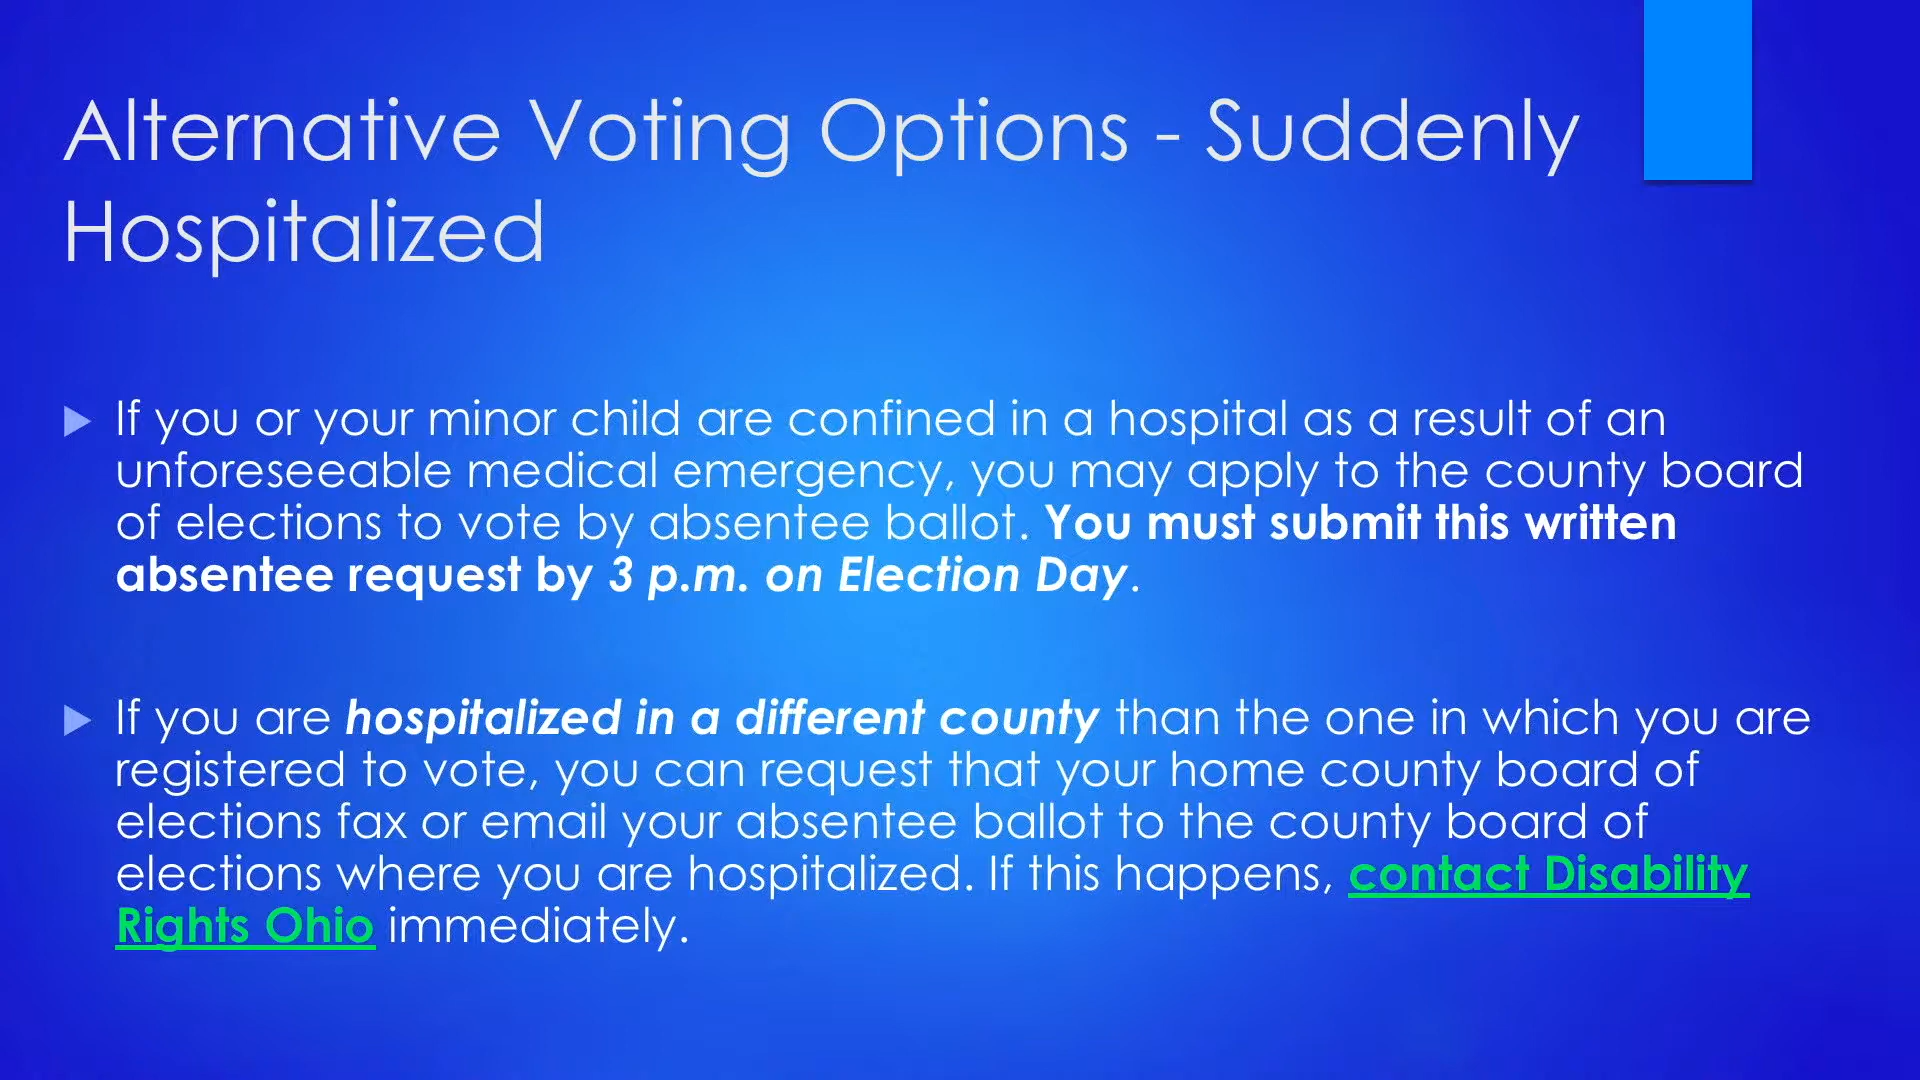 Alternative Voting Options - Suddenly
Hospitalized
If you or your minor child are confined in a hospital as a result of an
unforeseeable medical emergency, you may apply to the county board
of elections to vote by absentee ballot. You must submit this written
absentee request by 3 p.m. on Election Day.
If you are hospitalized in a different county than the one in which you are
registered to vote, you can request that your home county board of
elections fax or email your absentee ballot to the county board of
elections where you are hospitalized. If this happens, contact Disability
Rights Ohio immediately.